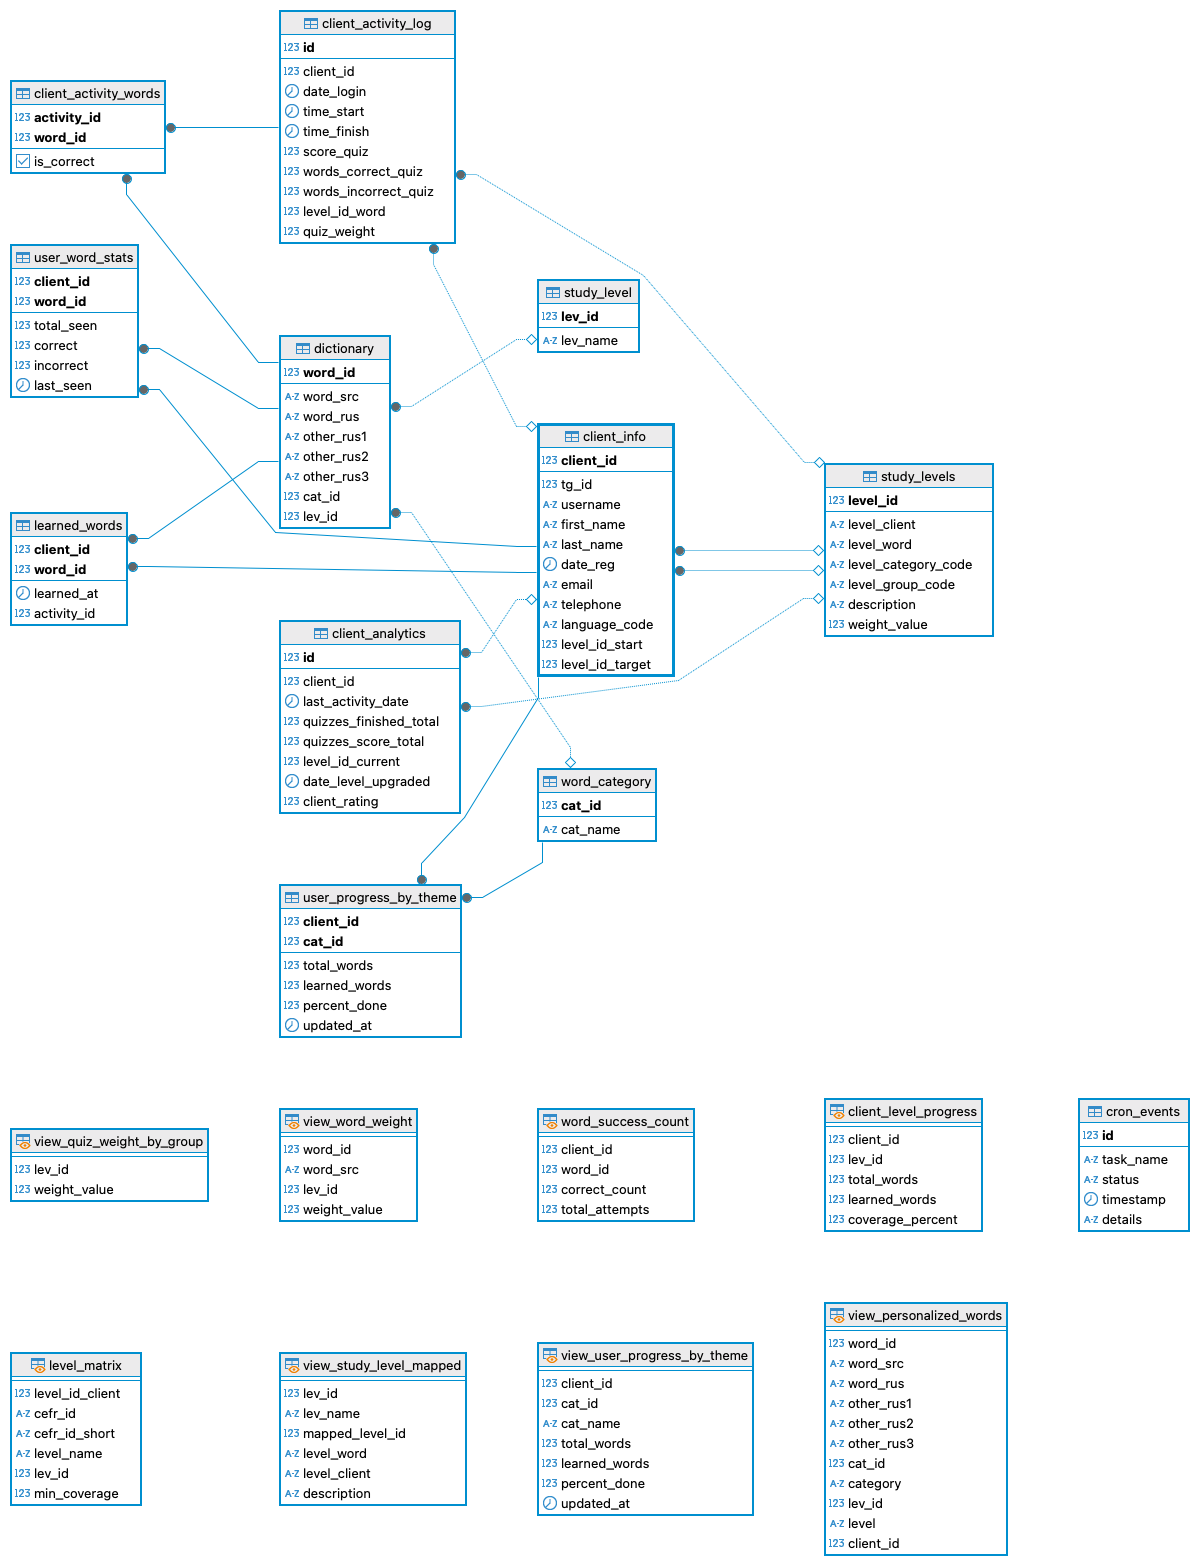 client_activity_log
123 id
123 client_id
date_login
time_start
time_finish
123 score_quiz
123 words_correct_quiz
123 words_incorrect_quiz
123 level_id_word
123 quiz_weight
client_activity_words
123 activity_id
123 word_id
is_correct
user_word_stats
123 client_id
123 word_id
123 total_seen
123 correct
123 incorrect
last_seen
study_level
123 lev_id
A-Z lev_name
dictionary
123 word_id
A-Z word_src
A-Z word_rus
A-Z other_rus1
A-Z other_rus2
A-Z other_rus3
123 cat_id
123 lev_id
client_info
123 client_id
123 tg_id
A-Z username
A-Z first_name
A-Z last_name
date_reg
A-Z email
A-Z telephone
A-Z language_code
123 level_id_start
123 level_id_target
study_levels
123 level_id
A-Z level_client
A-Z level_word
A-Z level_category_code
A-Z level_group_code
A-Z description
123 weight_value
learned_words
123 client_id
123 word_id
learned_at
123 activity_id
client_analytics
123 id
123 client_id
last_activity_date
123 quizzes_finished_total
123 quizzes_score_total
123 level_id_current
date_level_upgraded
123 client_rating
word_category
123 cat_id
A-Z cat_name
user_progress_by_theme
123 client_id
123 cat_id
123 total_words
123 learned_words
123 percent_done
updated_at
view_quiz_weight_by_group
123 lev_id
123 weight_value
view_word_weight
123 word_id
A-Z word_src
123 lev_id
123 weight_value
word_success_count
123 client_id
123 word_id
123 correct_count
123 total_attempts
client_level_progress
123 client_id
123 lev_id
123 total_words
123 learned_words
123 coverage_percent
cron_events
123 id
A-Z task_name
A-Z status
timestamp
A-Z details
level_matrix
123 level_id_client
A-Z cefr_id
A-Z cefr_id_short
A-Z level_name
123 lev_id
123 min_coverage
view_study_level_mapped
123 lev_id
A-Z lev_name
123 mapped_level_id
A-Z level_word
A-Z level_client
A-Z description
view_user_progress_by_theme
123 client_id
123 cat_id
A-Z cat_name
123 total_words
123 learned_words
123 percent_done
updated_at
view_personalized_words
123 word_id
A-Z word_src
A-Z word_rus
A-Z other_rus1
A-Z other_rus2
A-Z other_rus3
123 cat_id
A-Z category
123 lev_id
A-Z level
123 client_id